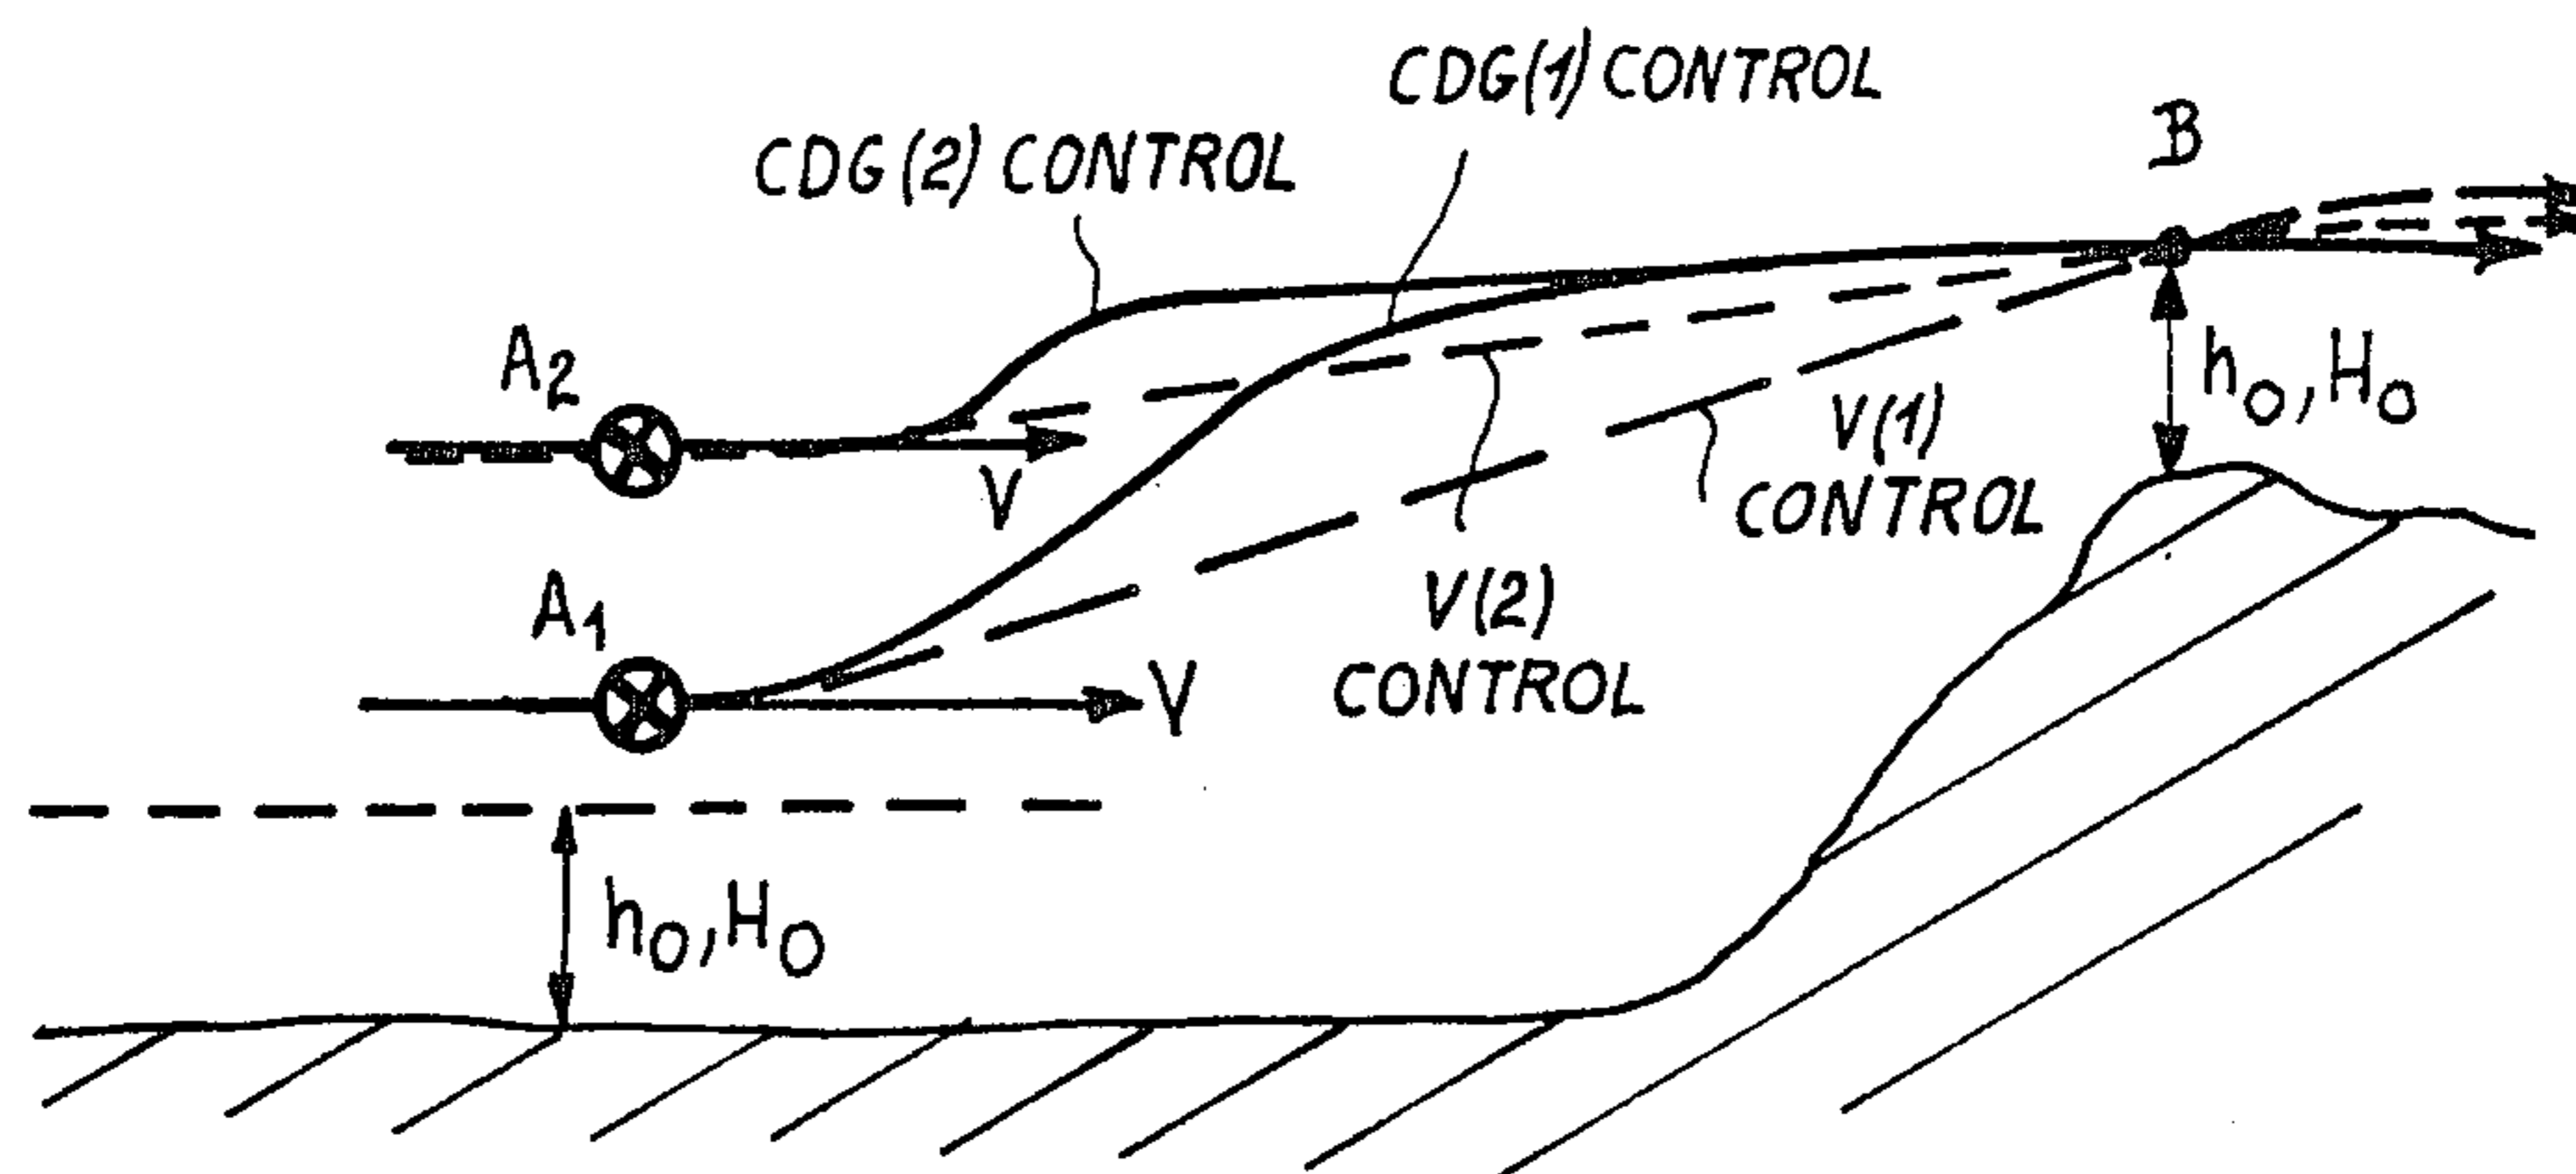 CDG(1) CONTROL
CDG(2) CONTROL
B
A2
h0, H0
V
V(1)
CONTROL
A1
V(2)
CONTROL
V
h0, H0